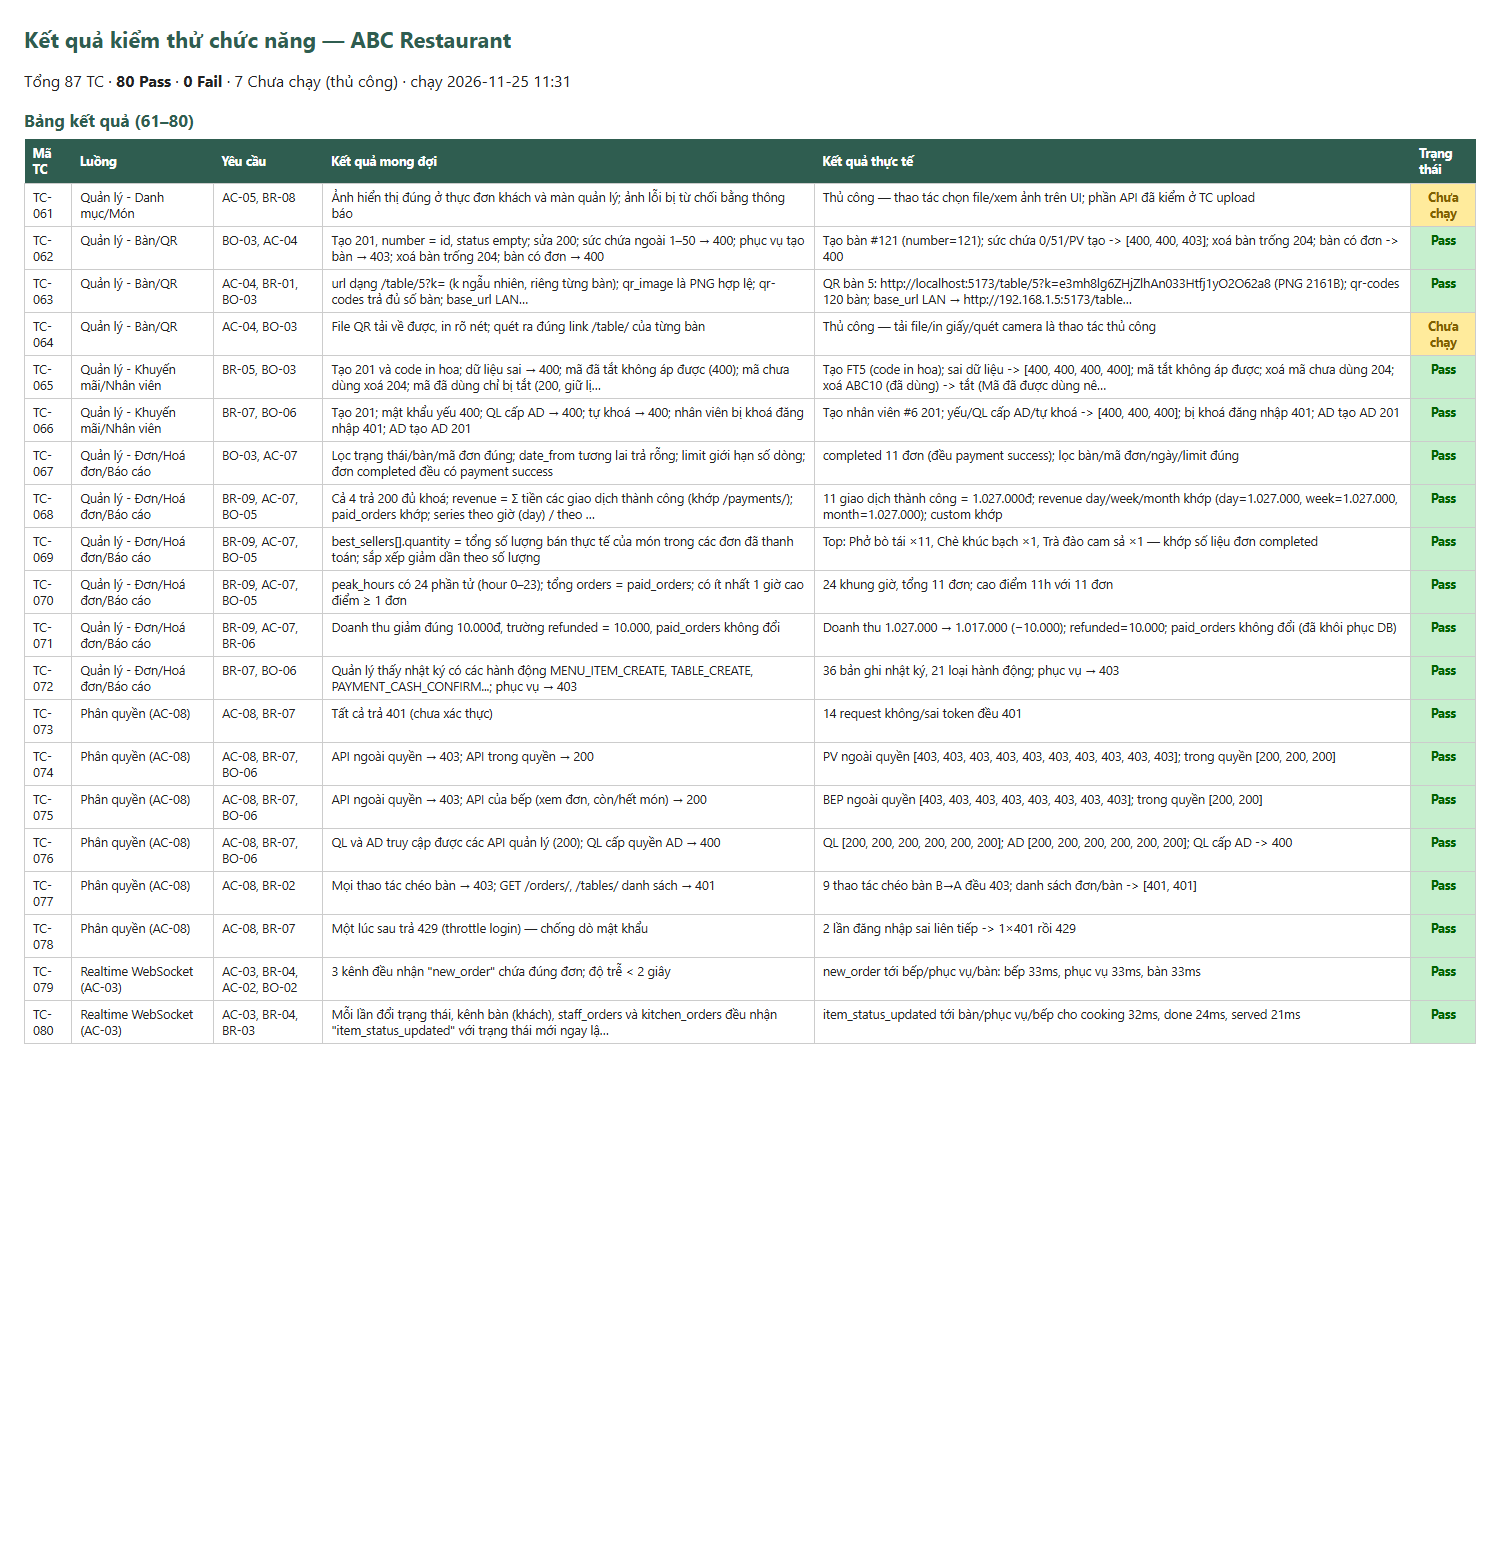 Kết quả kiểm thử chức năng — ABC Restaurant
Tổng 87 TC · 80 Pass · 0 Fail · 7 Chưa chạy (thủ công) · chạy 2026-11-25 11:31
Bảng kết quả (61–80)
Mã TC Luồng Yêu cầu Kết quả mong đợi Kết quả thực tế Trạng thái
TC-061 Quản lý - Danh mục/Món AC-05, BR-08 Ảnh hiển thị đúng ở thực đơn khách và màn quản lý; ảnh lỗi bị từ chối bằng thông báo Thủ công — thao tác chọn file/xem ảnh trên UI; phần API đã kiểm ở TC upload Chưa chạy
TC-062 Quản lý - Bàn/QR BO-03, AC-04 Tạo 201, number = id, status empty; sửa 200; sức chứa ngoài 1–50 → 400; phục vụ tạo bàn → 403; xoá bàn trống 204; bàn có đơn → 400 Tạo bàn #121 (number=121); sức chứa 0/51/PV tạo -> [400, 400, 403]; xoá bàn trống 204; bàn có đơn -> 400 Pass
TC-063 Quản lý - Bàn/QR AC-04, BR-01, BO-03 url dạng /table/5?k= (k ngẫu nhiên, riêng từng bàn); qr_image là PNG hợp lệ; qr-codes trả đủ số bàn; base_url LAN... QR bàn 5: http://localhost:5173/table/5?k=e3mh8lg6ZHjZlhAn033Htfj1yO2O62a8 (PNG 2161B); qr-codes 120 bàn; base_url LAN → http://192.168.1.5:5173/table... Pass
TC-064 Quản lý - Bàn/QR AC-04, BO-03 File QR tải về được, in rõ nét; quét ra đúng link /table/ của từng bàn Thủ công — tải file/in giấy/quét camera là thao tác thủ công Chưa chạy
TC-065 Quản lý - Khuyến mãi/Nhân viên BR-05, BO-03 Tạo 201 và code in hoa; dữ liệu sai → 400; mã đã tắt không áp được (400); mã chưa dùng xoá 204; mã đã dùng chỉ bị tắt (200, giữ lị... Tạo FT5 (code in hoa); sai dữ liệu -> [400, 400, 400, 400]; mã tắt không áp được; xoá mã chưa dùng 204; xoá ABC10 (đã dùng) -> tắt (Mã đã được dùng nê... Pass
TC-066 Quản lý - Khuyến mãi/Nhân viên BR-07, BO-06 Tạo 201; mật khẩu yếu 400; QL cấp AD → 400; tự khoá → 400; nhân viên bị khoá đăng nhập 401; AD tạo AD 201 Tạo nhân viên #6 201; yếu/QL cấp AD/tự khoá -> [400, 400, 400]; bị khoá đăng nhập 401; AD tạo AD 201 Pass
TC-067 Quản lý - Đơn/Hoá đơn/Báo cáo BO-03, AC-07 Lọc trạng thái/bàn/mã đơn đúng; date_from tương lai trả rỗng; limit giới hạn số dòng; đơn completed đều có payment success completed 11 đơn (đều payment success); lọc bàn/mã đơn/ngày/limit đúng Pass
TC-068 Quản lý - Đơn/Hoá đơn/Báo cáo BR-09, AC-07, BO-05 Cả 4 trả 200 đủ khoá; revenue = Σ tiền các giao dịch thành công (khớp /payments/); paid_orders khớp; series theo giờ (day) / theo ... 11 giao dịch thành công = 1.027.000đ; revenue day/week/month khớp (day=1.027.000, week=1.027.000, month=1.027.000); custom khớp Pass
TC-069 Quản lý - Đơn/Hoá đơn/Báo cáo BR-09, AC-07, BO-05 best_sellers[].quantity = tổng số lượng bán thực tế của món trong các đơn đã thanh toán; sắp xếp giảm dần theo số lượng Top: Phở bò tái ×11, Chè khúc bạch ×1, Trà đào cam sả ×1 — khớp số liệu đơn completed Pass
TC-070 Quản lý - Đơn/Hoá đơn/Báo cáo BR-09, AC-07, BO-05 peak_hours có 24 phần tử (hour 0–23); tổng orders = paid_orders; có ít nhất 1 giờ cao điểm ≥ 1 đơn 24 khung giờ, tổng 11 đơn; cao điểm 11h với 11 đơn Pass
TC-071 Quản lý - Đơn/Hoá đơn/Báo cáo BR-09, AC-07, BR-06 Doanh thu giảm đúng 10.000đ, trường refunded = 10.000, paid_orders không đổi Doanh thu 1.027.000 → 1.017.000 (−10.000); refunded=10.000; paid_orders không đổi (đã khôi phục DB) Pass
TC-072 Quản lý - Đơn/Hoá đơn/Báo cáo BR-07, BO-06 Quản lý thấy nhật ký có các hành động MENU_ITEM_CREATE, TABLE_CREATE, PAYMENT_CASH_CONFIRM...; phục vụ → 403 36 bản ghi nhật ký, 21 loại hành động; phục vụ → 403 Pass
TC-073 Phân quyền (AC-08) AC-08, BR-07 Tất cả trả 401 (chưa xác thực) 14 request không/sai token đều 401 Pass
TC-074 Phân quyền (AC-08) AC-08, BR-07, BO-06 API ngoài quyền → 403; API trong quyền → 200 PV ngoài quyền [403, 403, 403, 403, 403, 403, 403, 403, 403, 403]; trong quyền [200, 200, 200] Pass
TC-075 Phân quyền (AC-08) AC-08, BR-07, BO-06 API ngoài quyền → 403; API của bếp (xem đơn, còn/hết món) → 200 BEP ngoài quyền [403, 403, 403, 403, 403, 403, 403, 403]; trong quyền [200, 200] Pass
TC-076 Phân quyền (AC-08) AC-08, BR-07, BO-06 QL và AD truy cập được các API quản lý (200); QL cấp quyền AD → 400 QL [200, 200, 200, 200, 200, 200]; AD [200, 200, 200, 200, 200, 200]; QL cấp AD -> 400 Pass
TC-077 Phân quyền (AC-08) AC-08, BR-02 Mọi thao tác chéo bàn → 403; GET /orders/, /tables/ danh sách → 401 9 thao tác chéo bàn B→A đều 403; danh sách đơn/bàn -> [401, 401] Pass
TC-078 Phân quyền (AC-08) AC-08, BR-07 Một lúc sau trả 429 (throttle login) — chống dò mật khẩu 2 lần đăng nhập sai liên tiếp -> 1×401 rồi 429 Pass
TC-079 Realtime WebSocket (AC-03) AC-03, BR-04, AC-02, BO-02 3 kênh đều nhận "new_order" chứa đúng đơn; độ trễ < 2 giây new_order tới bếp/phục vụ/bàn: bếp 33ms, phục vụ 33ms, bàn 33ms Pass
TC-080 Realtime WebSocket (AC-03) AC-03, BR-04, BR-03 Mỗi lần đổi trạng thái, kênh bàn (khách), staff_orders và kitchen_orders đều nhận "item_status_updated" với trạng thái mới ngay lậ... item_status_updated tới bàn/phục vụ/bếp cho cooking 32ms, done 24ms, served 21ms Pass